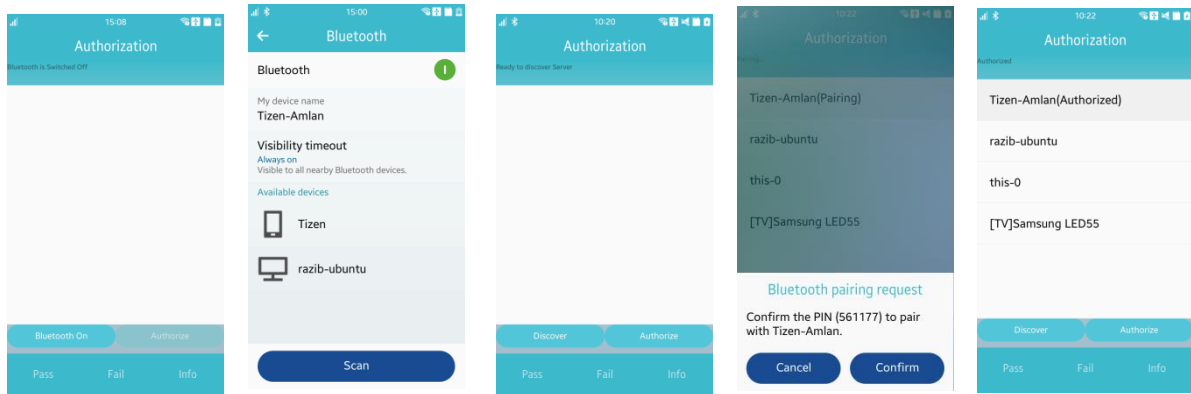 15:08
Authorization
Bluetooth is Switched Off
Bluetooth On
Authorize
Pass
Fail
Info
15:00
Bluetooth
Bluetooth
My device name
Tizen-Amlan
Visibility timeout
Always on
Visible to all nearby Bluetooth devices.
Available devices
Tizen
razib-ubuntu
Scan
10:20
Authorization
Ready to discover Server
Discover
Authorize
Pass
Fail
Info
10:22
Authorization
Pairing
Tizen-Amlan(Pairing)
razib-ubuntu
this-0
[TV]Samsung LED55
Bluetooth pairing request
Confirm the PIN (561177) to pair
with Tizen-Amlan.
Cancel
Confirm
10:22
Authorization
Authorized
Tizen-Amlan(Authorized)
razib-ubuntu
this-0
[TV]Samsung LED55
Discover
Authorize
Pass
Fail
Info